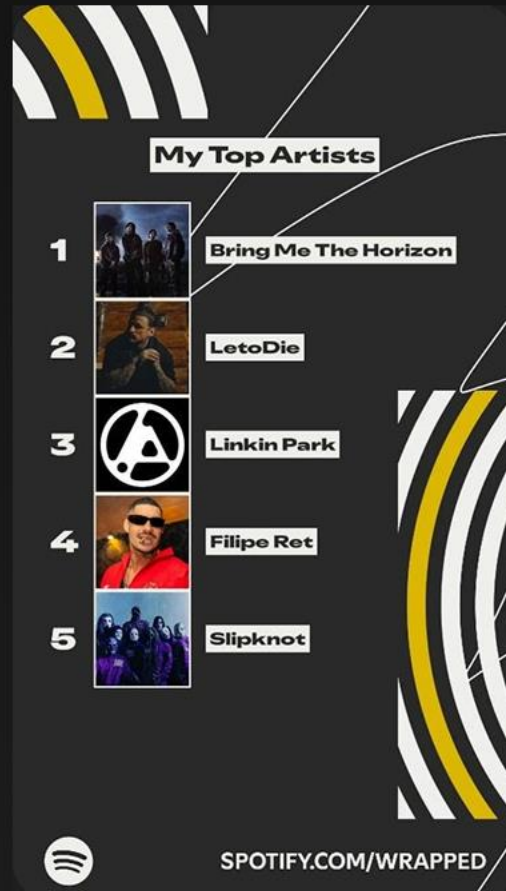 My Top Artists
1 Bring Me The Horizon
2 LetoDie
3 Linkin Park
4 Filipe Ret
5 Slipknot
SPOTIFY.COM/WRAPPED